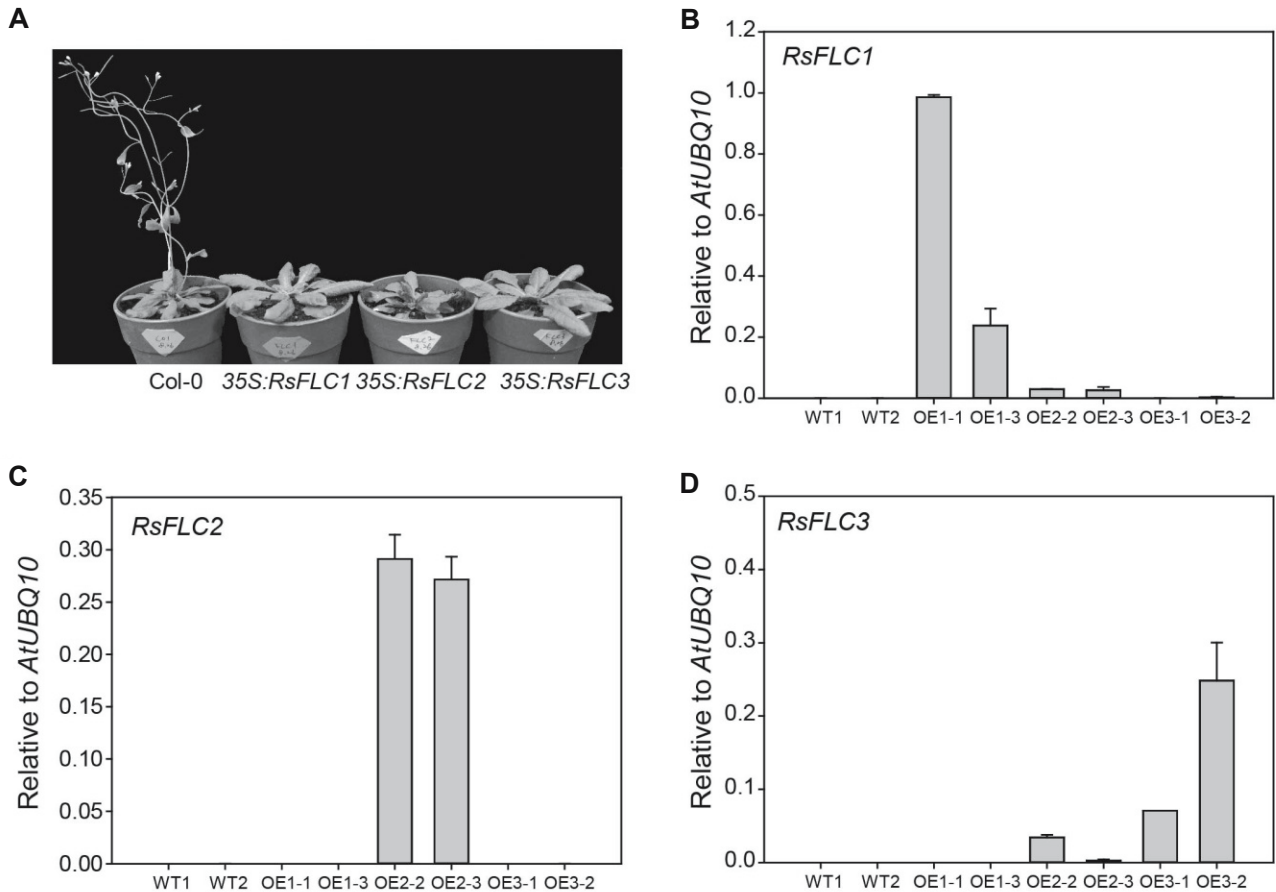 A
Col-0 35S:RsFLC1 35S:RsFLC2 35S:RsFLC3
B
RsFLC1
Relative to AtUBQ10
1.2
1.0
0.8
0.6
0.4
0.2
0.0
WT1 WT2 OE1-1 OE1-3 OE2-2 OE2-3 OE3-1 OE3-2
C
RsFLC2
Relative to AtUBQ10
0.35
0.30
0.25
0.20
0.15
0.10
0.05
0.00
WT1 WT2 OE1-1 OE1-3 OE2-2 OE2-3 OE3-1 OE3-2
D
RsFLC3
Relative to AtUBQ10
0.5
0.4
0.3
0.2
0.1
0.0
WT1 WT2 OE1-1 OE1-3 OE2-2 OE2-3 OE3-1 OE3-2